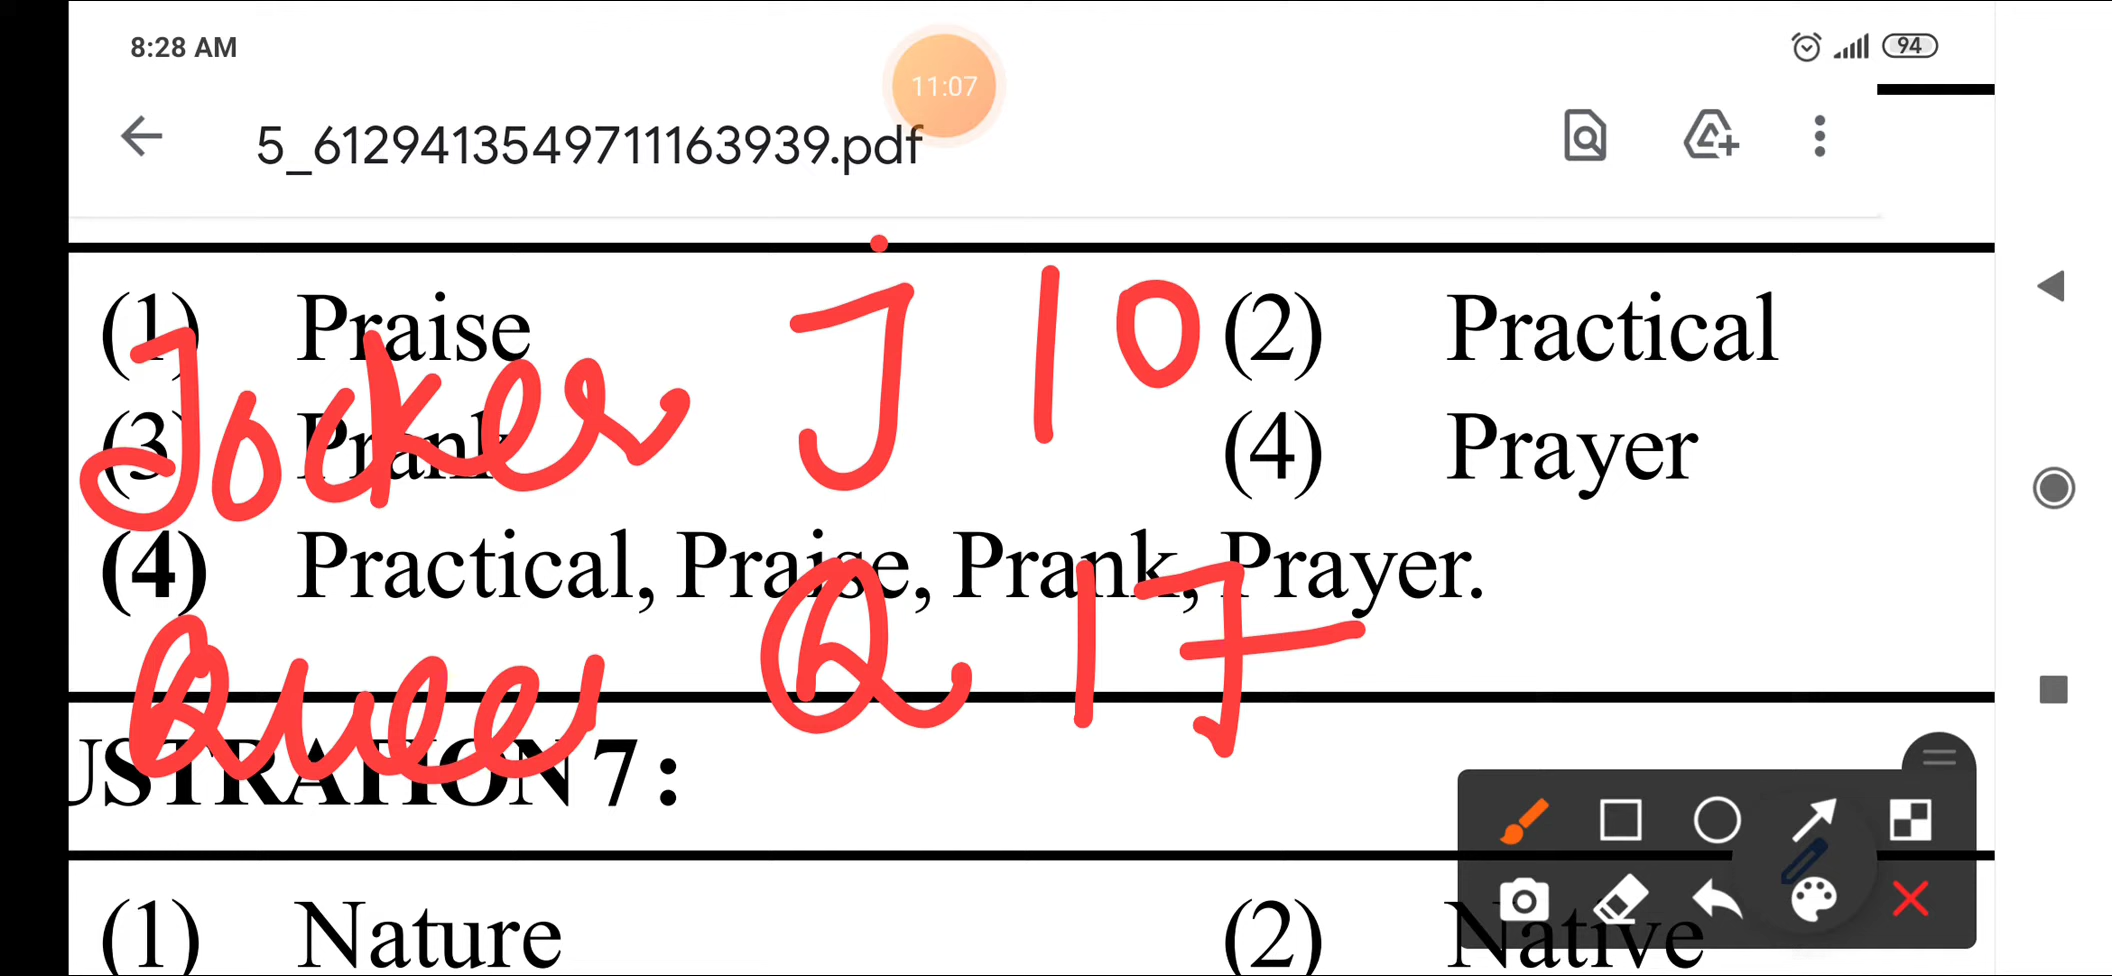 8:28 AM 11:07 94
5_6129413549711163939.pdf
(1) Praise (2) Practical
Jocker J 10
(3) Prank (4) Prayer
(4) Practical, Praise, Prank, Prayer.
Q 17
USTRATION 7 :
(1) Nature (2) Native